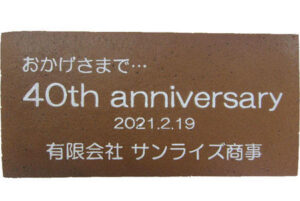 おかげさまで…
40th anniversary
2021.2.19
有限会社 サンライズ商事